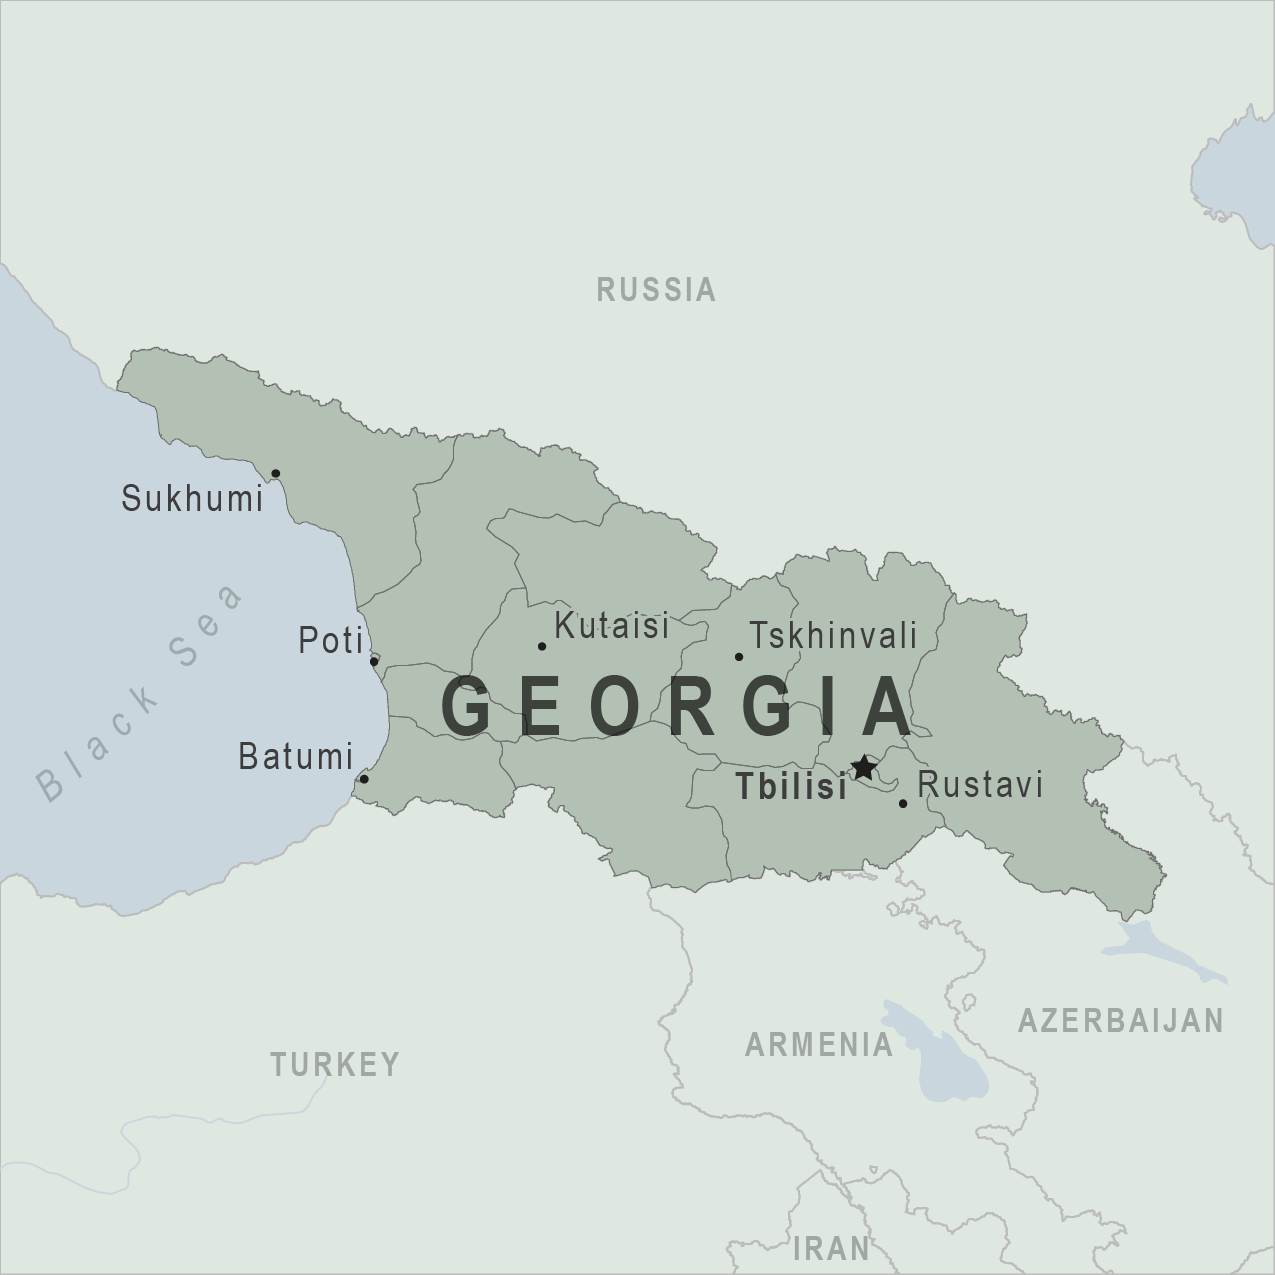 RUSSIA
Sukhumi
Black Sea
Kutaisi
Poti
Tskhinvali
GEORGIA
Batumi
Tbilisi
Rustavi
AZERBAIJAN
ARMENIA
TURKEY
IRAN